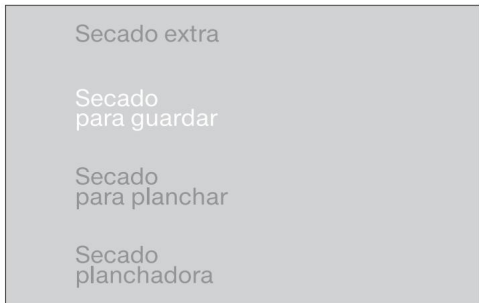 Secado extra
Secado
para guardar
Secado
para planchar
Secado
planchadora